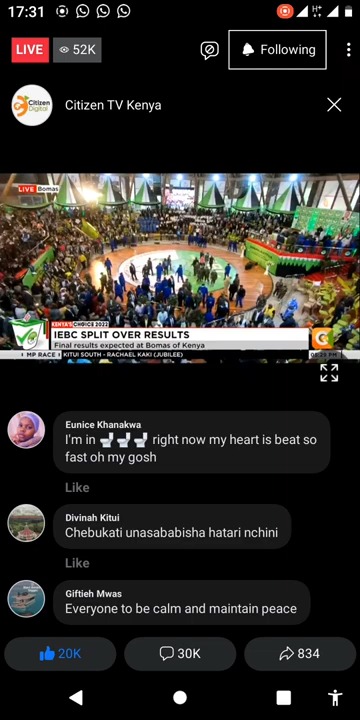 17:31
H+
LIVE
52K
Following
Citizen Digital
Citizen TV Kenya
LIVE Bomas
KENYA'S CHOICE 2022
IEBC SPLIT OVER RESULTS
Final results expected at Bomas of Kenya
MP RACE KITUI SOUTH - RACHAEL KAKI (JUBILEE)
Eunice Khanakwa
I'm in 🚽🚽🚽 right now my heart is beat so
fast oh my gosh
Like
Divinah Kitui
Chebukati unasababisha hatari nchini
Like
Giftieh Mwas
Everyone to be calm and maintain peace
20K
30K
834